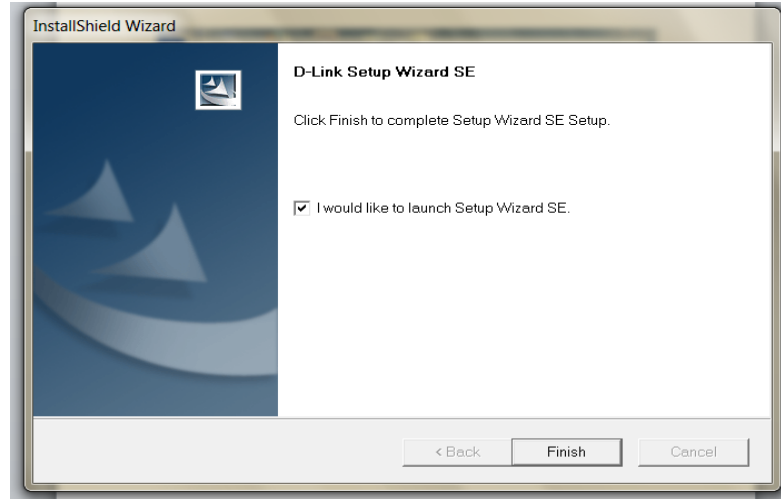 InstallShield Wizard
D-Link Setup Wizard SE
Click Finish to complete Setup Wizard SE Setup.
I would like to launch Setup Wizard SE.
< Back
Finish
Cancel